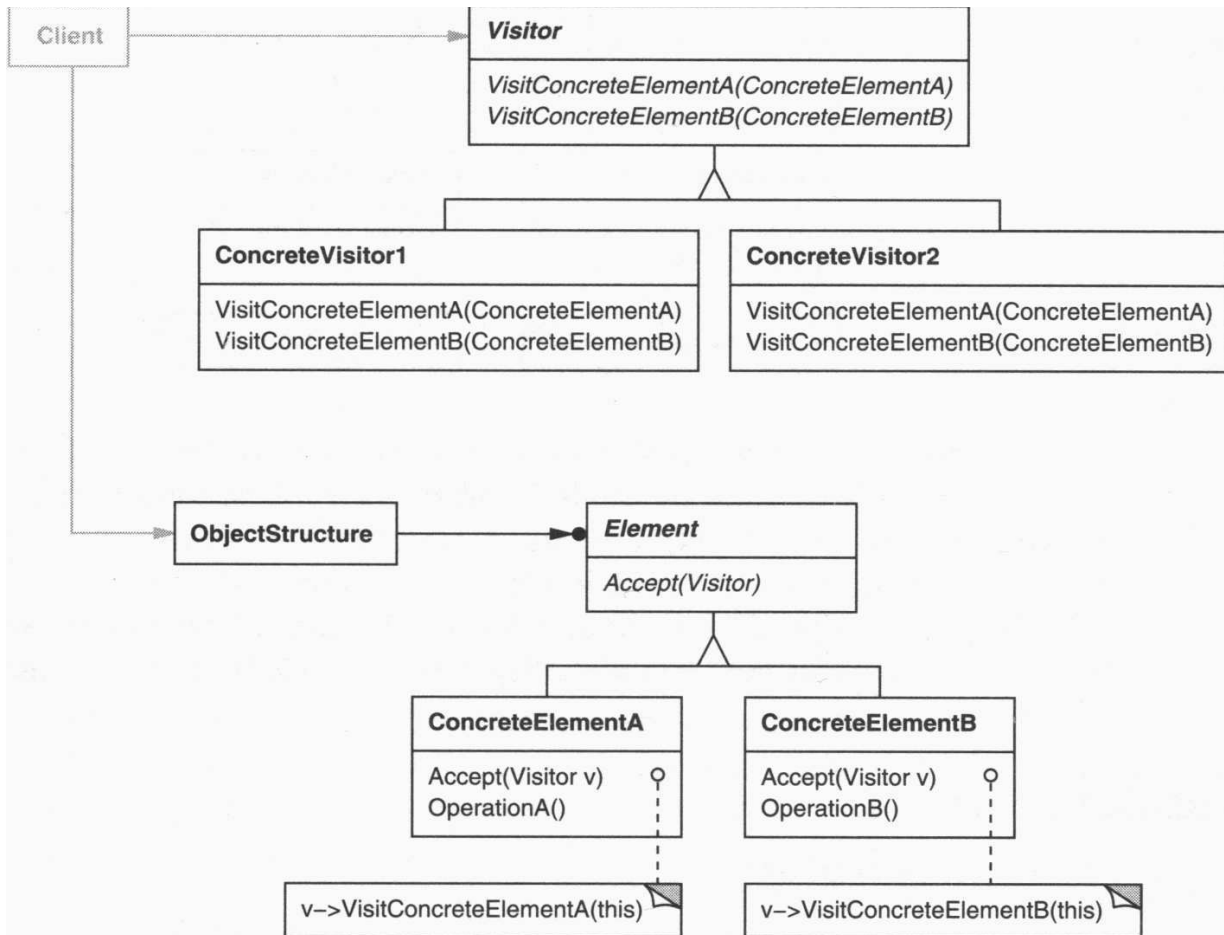 Client
Visitor
VisitConcreteElementA(ConcreteElementA)
VisitConcreteElementB(ConcreteElementB)
ConcreteVisitor1
VisitConcreteElementA(ConcreteElementA)
VisitConcreteElementB(ConcreteElementB)
ConcreteVisitor2
VisitConcreteElementA(ConcreteElementA)
VisitConcreteElementB(ConcreteElementB)
ObjectStructure
Element
Accept(Visitor)
ConcreteElementA
Accept(Visitor v)
OperationA()
ConcreteElementB
Accept(Visitor v)
OperationB()
v–>VisitConcreteElementA(this)
v–>VisitConcreteElementB(this)